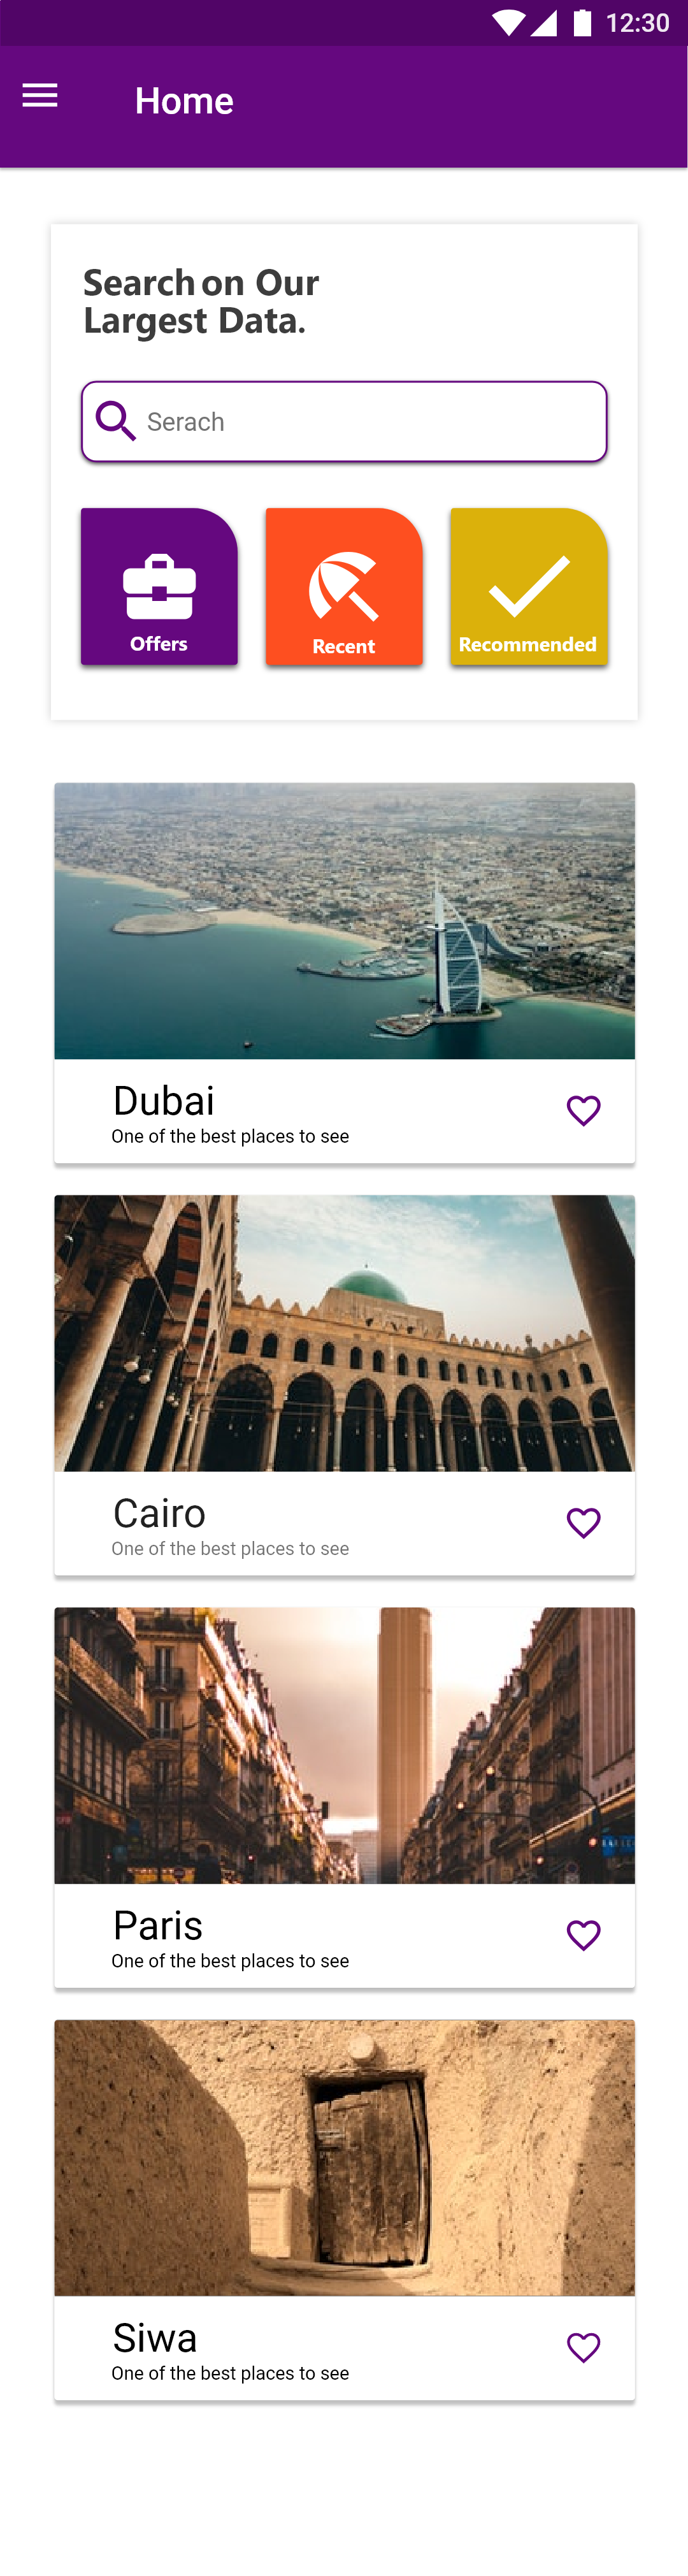 12:30
Home
Search on Our
Largest Data.
Serach
Offers
Recent
Recommended
Dubai
One of the best places to see
Cairo
One of the best places to see
Paris
One of the best places to see
Siwa
One of the best places to see